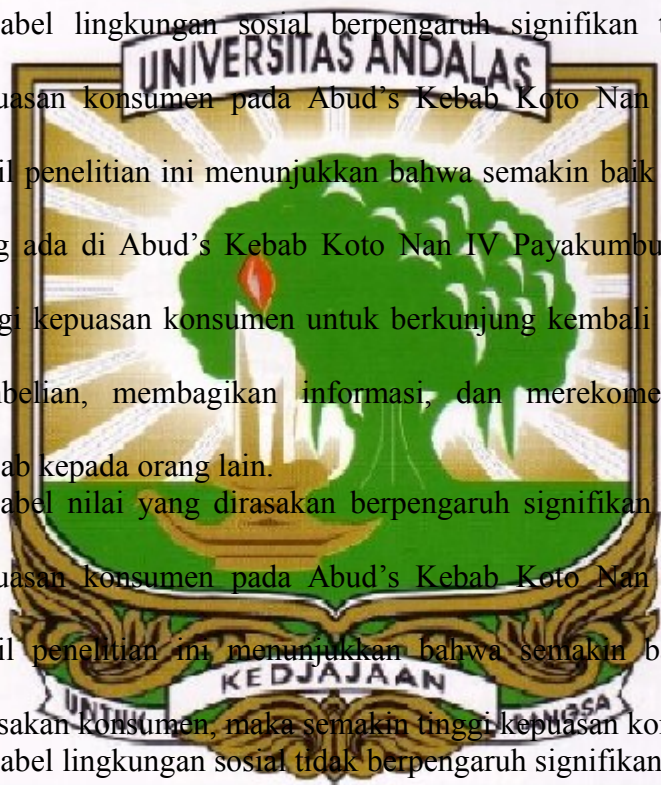 abel lingkungan sosial berpengaruh signifikan t
UNIVERSITAS ANDALAS
uasan konsumen pada Abud's Kebab Koto Nan
il penelitian ini menunjukkan bahwa semakin baik
g ada di Abud's Kebab Koto Nan IV Payakumbu
gi kepuasan konsumen untuk berkunjung kembali
belian, membagikan informasi, dan merekome
ab kepada orang lain.
abel nilai yang dirasakan berpengaruh signifikan
uasan konsumen pada Abud's Kebab Koto Nan
il penelitian ini menunjukkan bahwa semakin b
KEDJAJAAN
UNTUK BANGSA
sakan konsumen, maka semakin tinggi kepuasan kon
abel lingkungan sosial tidak berpengaruh signifikan